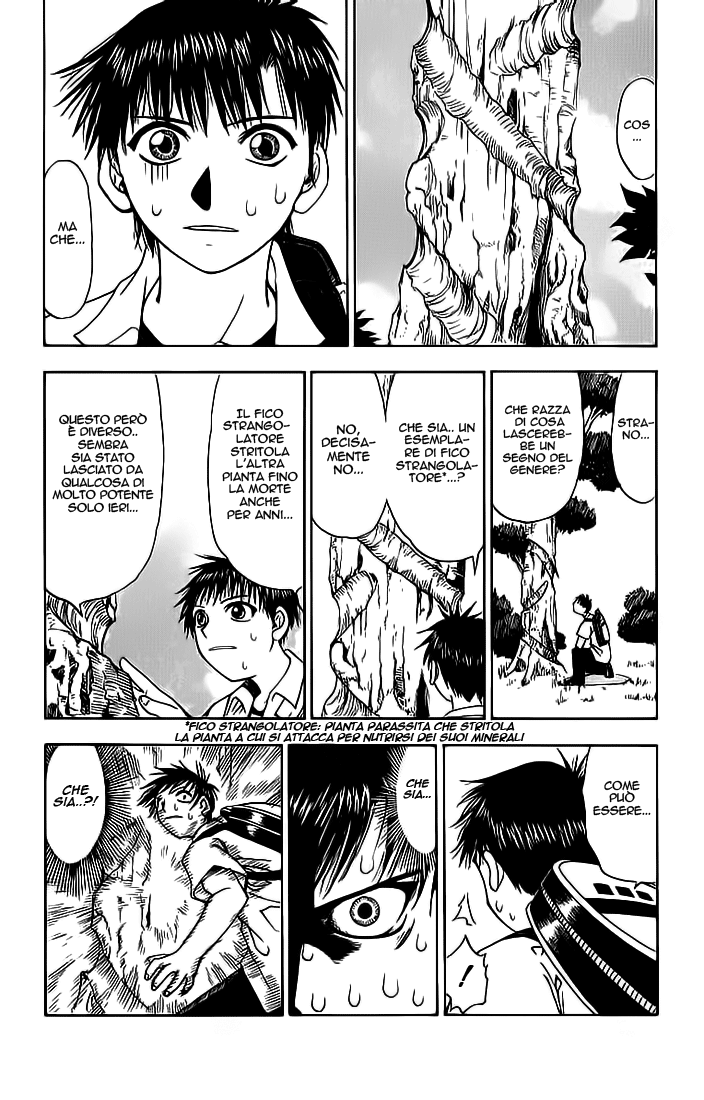 COS
...
MA
CHE...
STRA-
NO...
CHE RAZZA
DI COSA
LASCEREB-
BE UN
SEGNO DEL
GENERE?
CHE SIA.. UN
ESEMPLA-
RE DI FICO
STRANGOLA-
TORE*...?
NO,
DECISA-
MENTE
NO...
IL FICO
STRANGO-
LATORE
STRITOLA
L'ALTRA
PIANTA FINO
LA MORTE
ANCHE
PER ANNI...
QUESTO PERÒ
È DIVERSO..
SEMBRA
SIA STATO
LASCIATO DA
QUALCOSA DI
MOLTO POTENTE
SOLO IERI...
*FICO STRANGOLATORE: PIANTA PARASSITA CHE STRITOLA
LA PIANTA A CUI SI ATTACCA PER NUTRIRSI DEI SUOI MINERALI
COME
PUÒ
ESSERE...
!
CHE
SIA...
CHE
SIA..?!